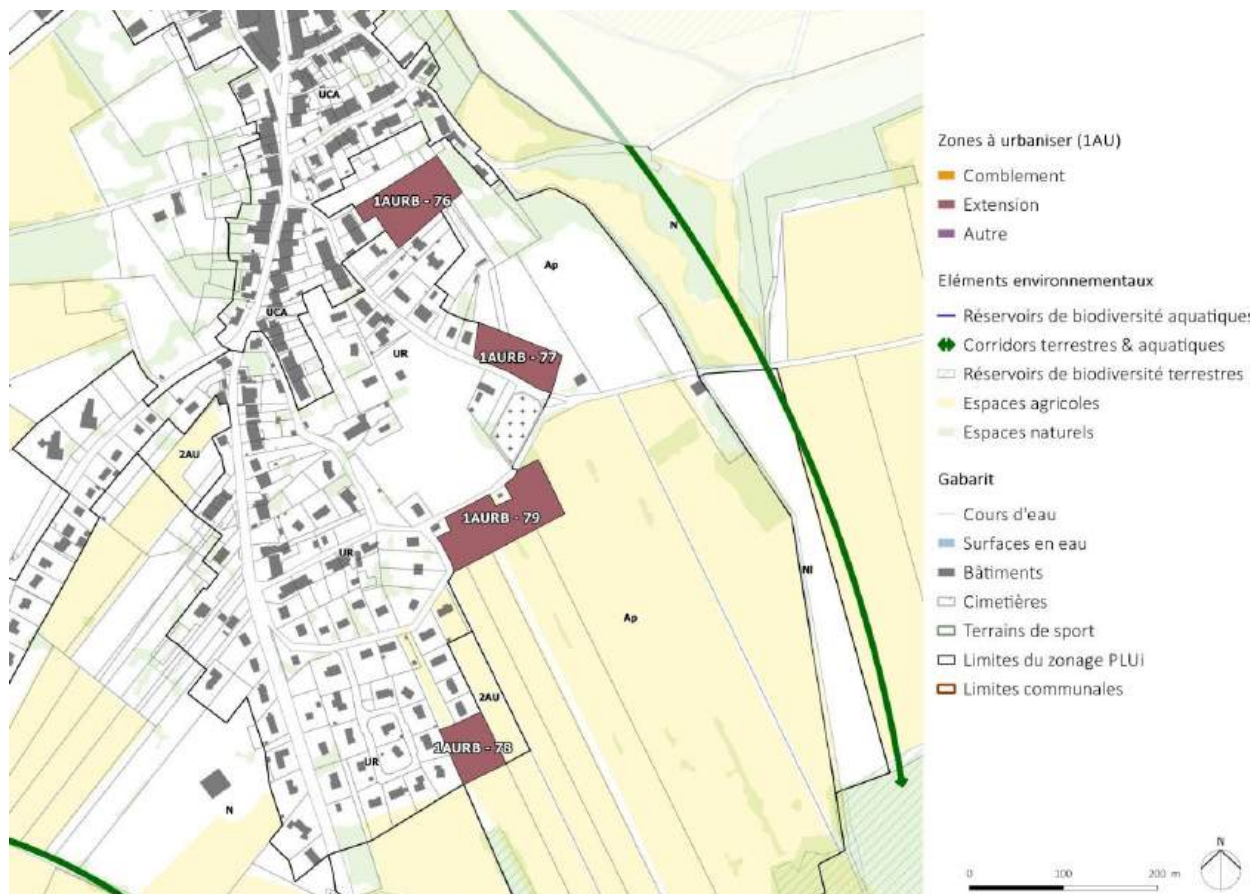 UCA
1AURB - 76
N
Ap
UCA
1AURB - 77
UR
2AU
1AURB - 79
UR
Nl
Ap
2AU
1AURB - 78
UR
N
Zones à urbaniser (1AU)
Comblement
Extension
Autre
Eléments environnementaux
Réservoirs de biodiversité aquatiques
Corridors terrestres & aquatiques
Réservoirs de biodiversité terrestres
Espaces agricoles
Espaces naturels
Gabarit
Cours d'eau
Surfaces en eau
Bâtiments
Cimetières
Terrains de sport
Limites du zonage PLUi
Limites communales
0 100 200 m
N